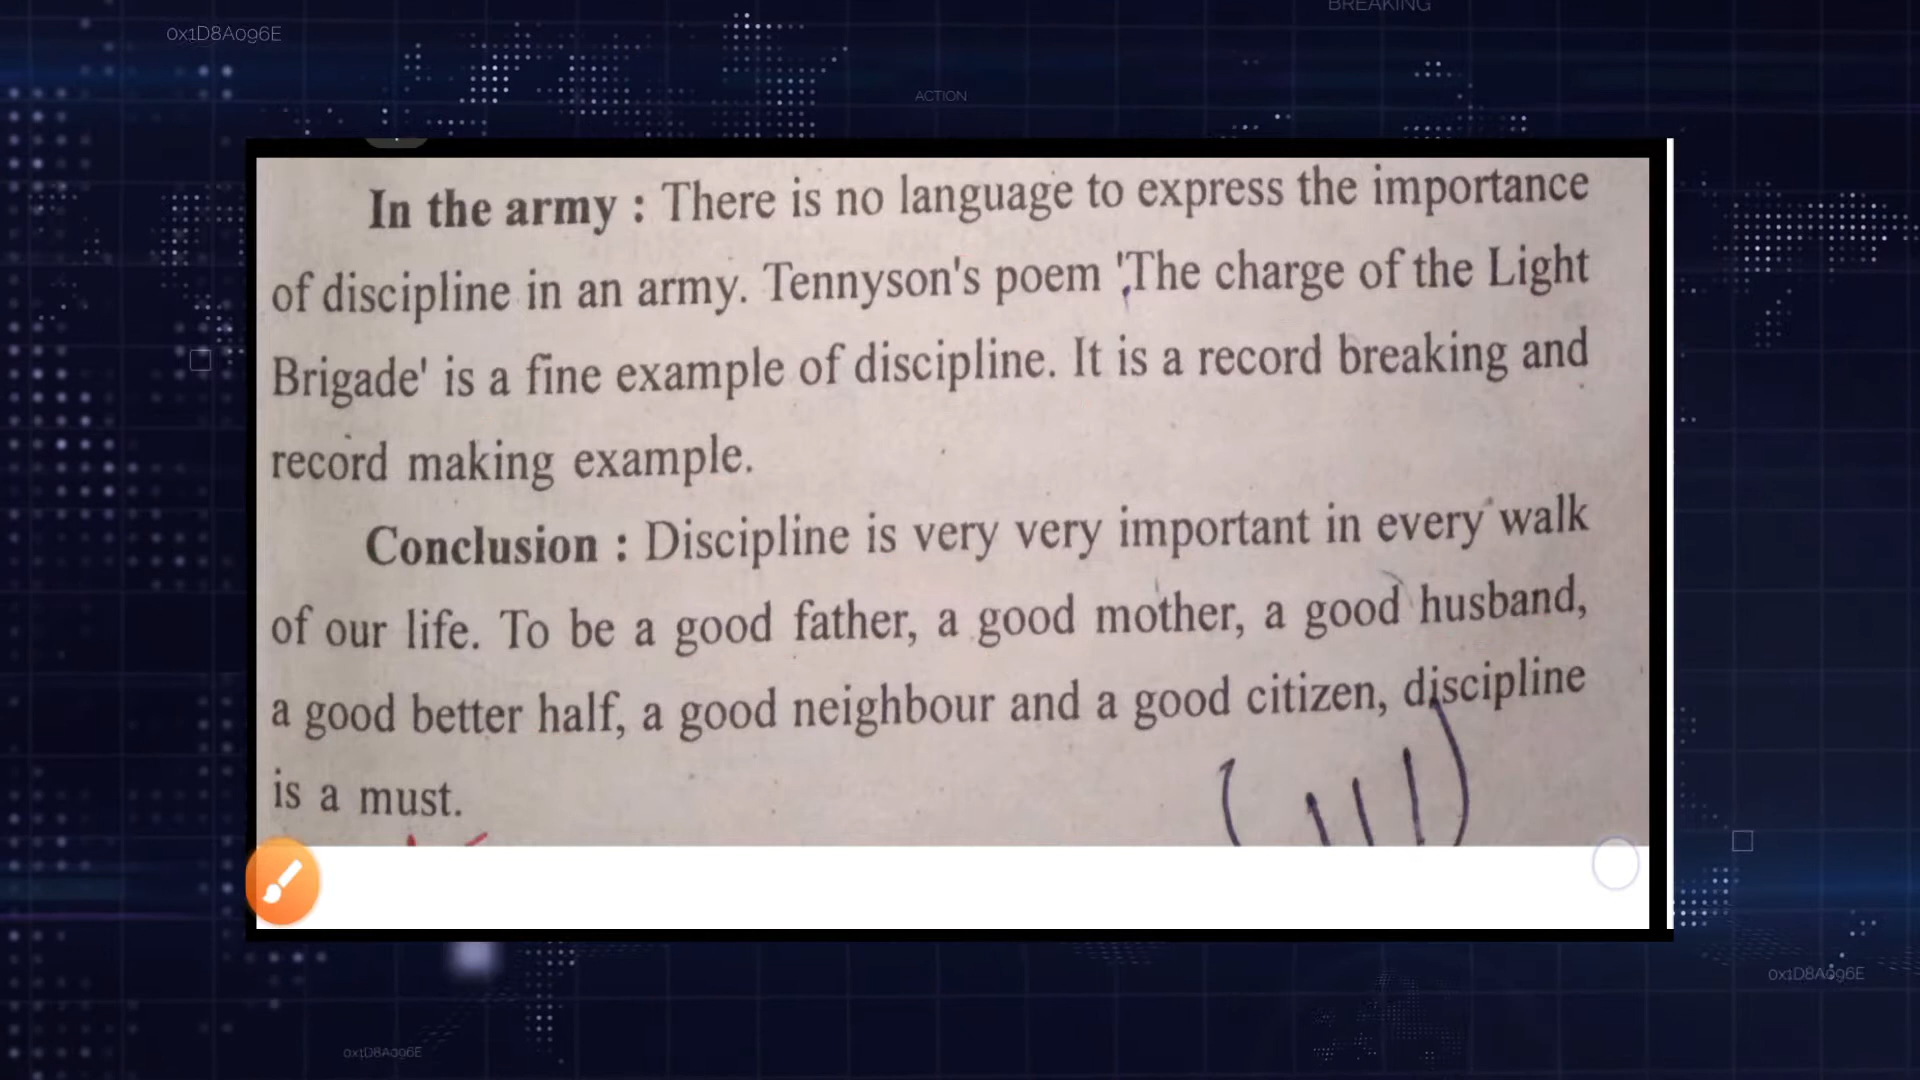 BREAKING
0x1D8A096E
ACTION
In the army : There is no language to express the importance
of discipline in an army. Tennyson's poem 'The charge of the Light
Brigade' is a fine example of discipline. It is a record breaking and
record making example.
Conclusion : Discipline is very very important in every walk
of our life. To be a good father, a good mother, a good husband,
a good better half, a good neighbour and a good citizen, discipline
is a must.
0x1D8A096E
0x1D8A096E